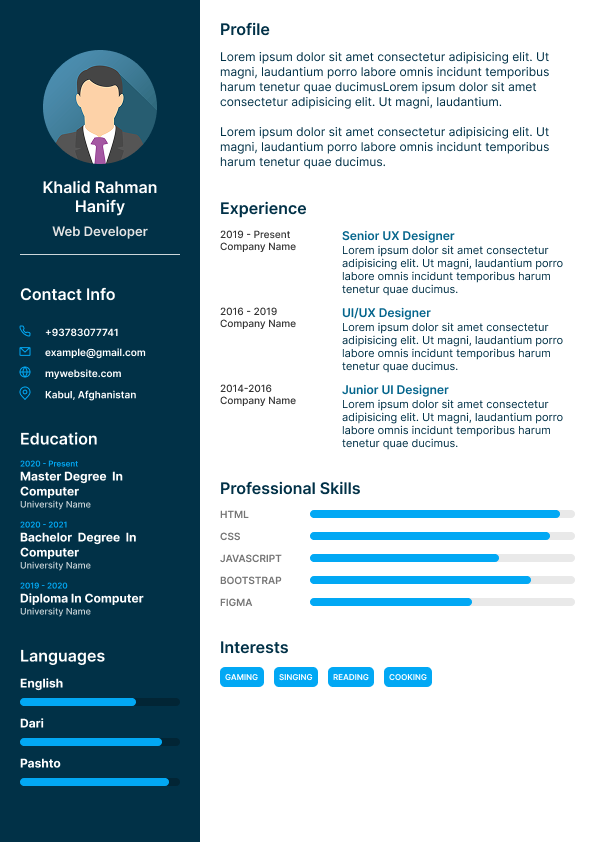 Khalid Rahman
Hanify
Web Developer
Contact Info
+93783077741
example@gmail.com
mywebsite.com
Kabul, Afghanistan
Education
2020 - Present
Master Degree In
Computer
University Name
2020 - 2021
Bachelor Degree In
Computer
University Name
2019 - 2020
Diploma In Computer
University Name
Languages
English
Dari
Pashto
Profile
Lorem ipsum dolor sit amet consectetur adipisicing elit. Ut
magni, laudantium porro labore omnis incidunt temporibus
harum tenetur quae ducimusLorem ipsum dolor sit amet
consectetur adipisicing elit. Ut magni, laudantium.
Lorem ipsum dolor sit amet consectetur adipisicing elit. Ut
magni, laudantium porro labore omnis incidunt temporibus
harum tenetur quae ducimus.
Experience
2019 - Present
Company Name
Senior UX Designer
Lorem ipsum dolor sit amet consectetur
adipisicing elit. Ut magni, laudantium porro
labore omnis incidunt temporibus harum
tenetur quae ducimus.
2016 - 2019
Company Name
UI/UX Designer
Lorem ipsum dolor sit amet consectetur
adipisicing elit. Ut magni, laudantium porro
labore omnis incidunt temporibus harum
tenetur quae ducimus.
2014-2016
Company Name
Junior UI Designer
Lorem ipsum dolor sit amet consectetur
adipisicing elit. Ut magni, laudantium porro
labore omnis incidunt temporibus harum
tenetur quae ducimus.
Professional Skills
HTML
CSS
JAVASCRIPT
BOOTSTRAP
FIGMA
Interests
GAMING SINGING READING COOKING